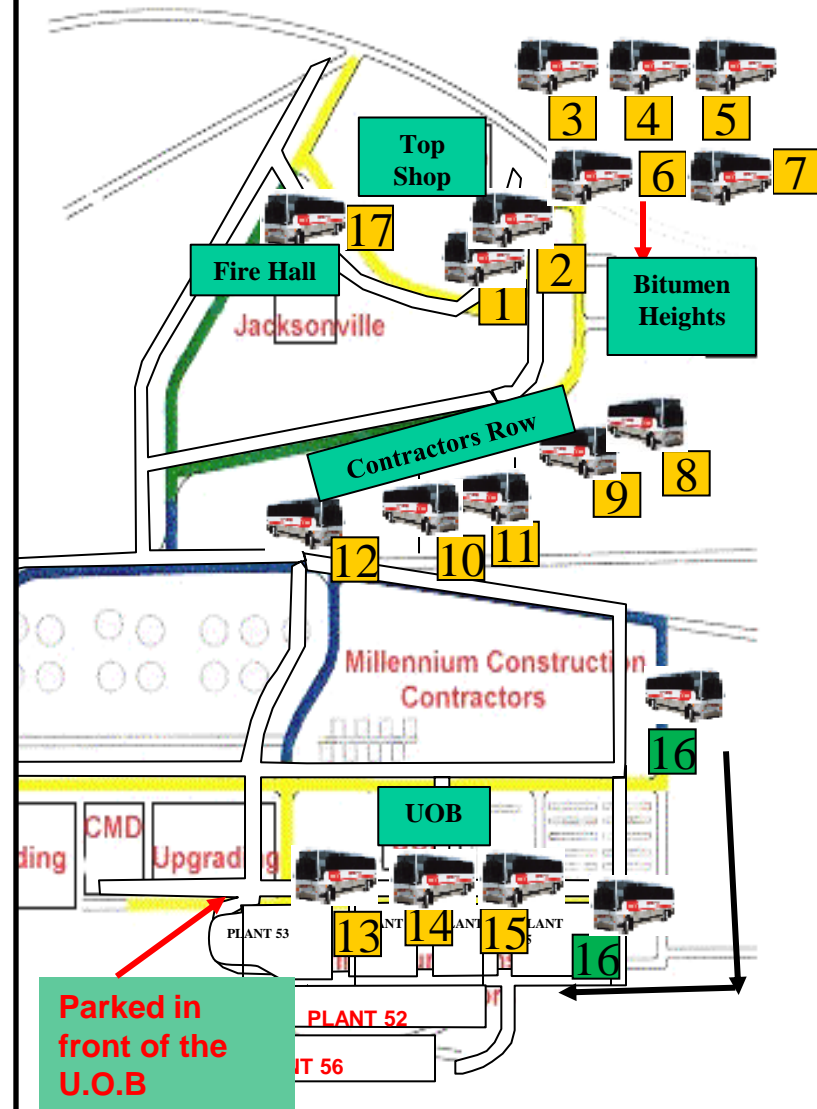 3
4
5
Top
Shop
6
7
17
2
Fire Hall
1
Bitumen
Heights
Jacksonville
Contractors Row
8
9
12
10
11
Millennium Construction
Contractors
16
UOB
CMD
ding
Upgrading
PLANT 53
13
14
15
PLANT
16
PLANT 52
NT 56
Parked in
front of the
U.O.B